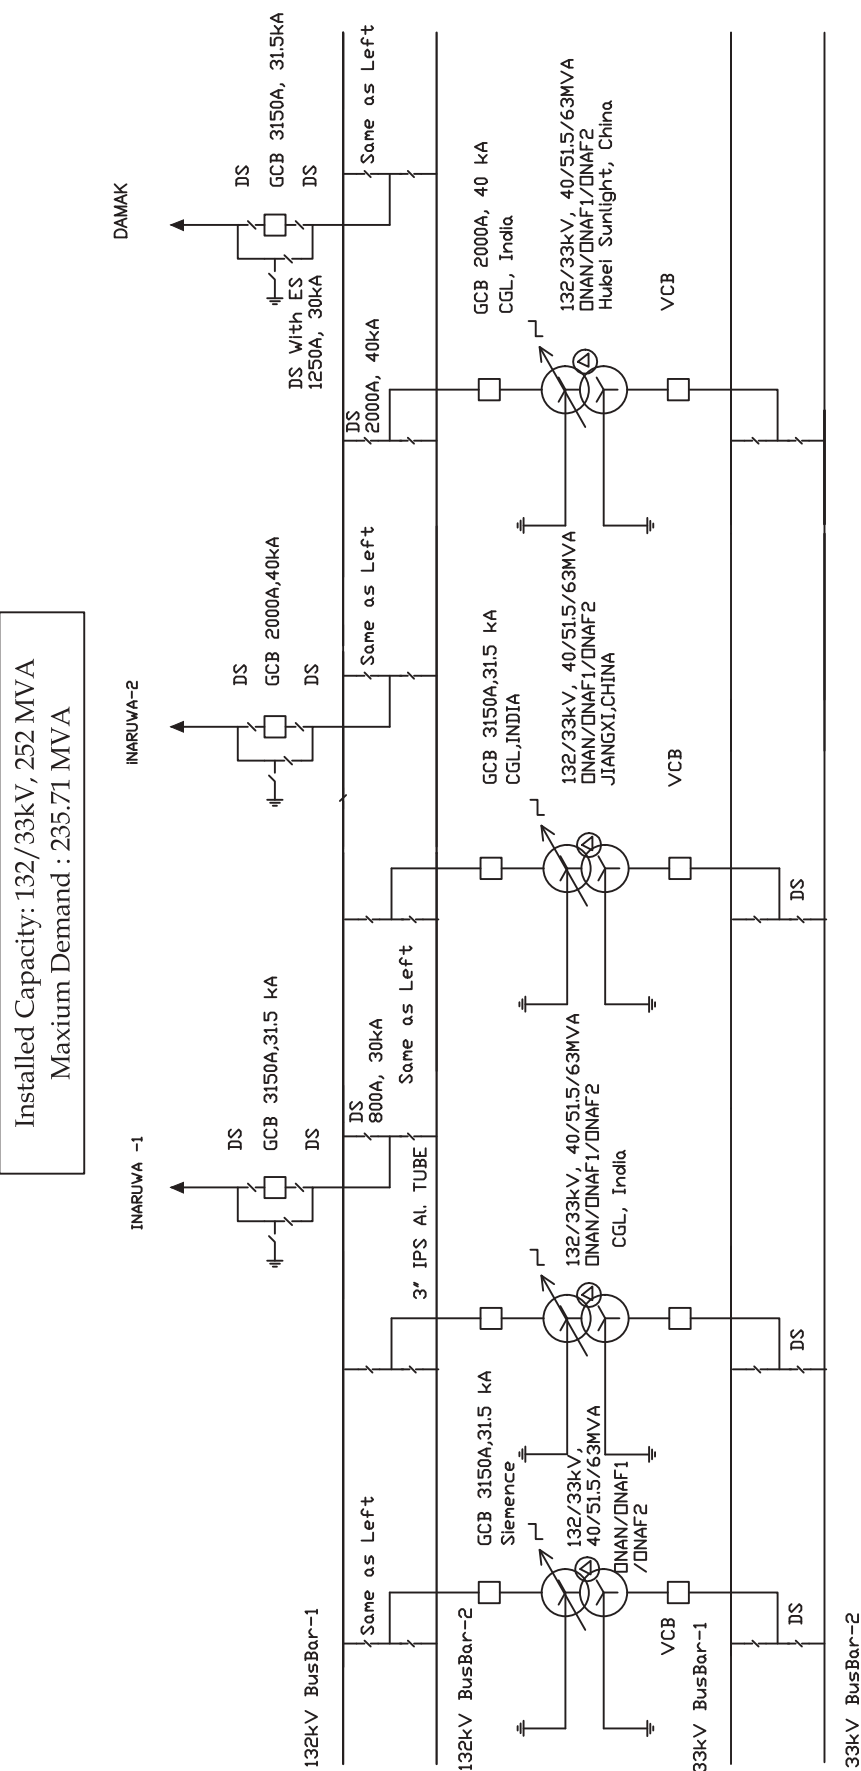 Installed Capacity: 132/33kV, 252 MVA
Maxium Demand : 235.71 MVA
INARUWA -1
iNARUWA-2
DAMAK
DS
GCB 3150A,31.5 kA
DS
DS
GCB 2000A,40kA
DS
DS
GCB 3150A, 31.5kA
DS
DS With ES
1250A, 30kA
132kV BusBar-1
Same as Left
DS
800A, 30kA
Same as Left
Same as Left
DS
2000A, 40kA
Same as Left
3" IPS Al. TUBE
132kV BusBar-2
GCB 3150A,31.5 kA
Siemence
GCB 3150A,31.5 kA
CGL,INDIA
GCB 2000A, 40 kA
CGL, India
132/33kV,
40/51.5/63MVA
ONAN/ONAF1
/ONAF2
132/33kV, 40/51.5/63MVA
ONAN/ONAF1/ONAF2
CGL, India
132/33kV, 40/51.5/63MVA
ONAN/ONAF1/ONAF2
JIANGXI,CHINA
132/33kV, 40/51.5/63MVA
ONAN/ONAF1/ONAF2
Hubei Sunlight, China
VCB
VCB
VCB
33kV BusBar-1
DS
DS
DS
33kV BusBar-2